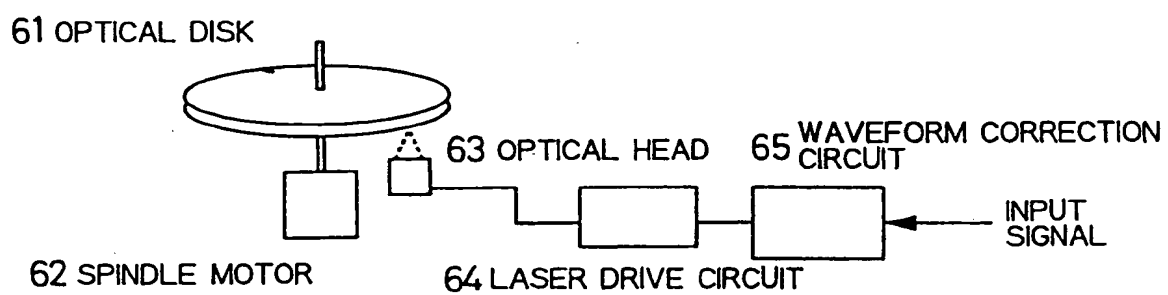 61 OPTICAL DISK
63 OPTICAL HEAD
65 WAVEFORM CORRECTION
CIRCUIT
INPUT
SIGNAL
62 SPINDLE MOTOR
64 LASER DRIVE CIRCUIT